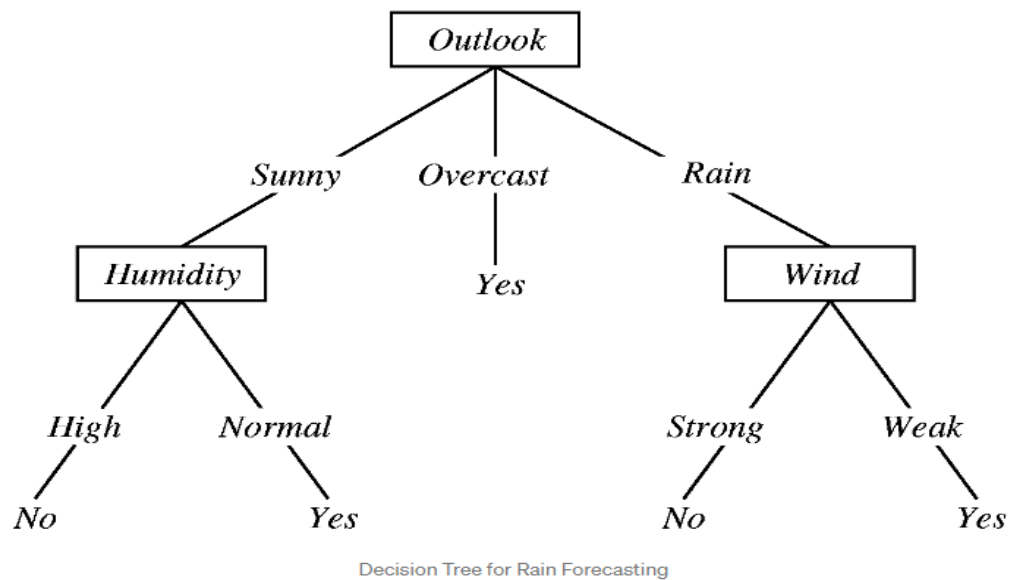 Outlook
Sunny Overcast Rain
Humidity Yes Wind
High Normal Strong Weak
No Yes No Yes
Decision Tree for Rain Forecasting